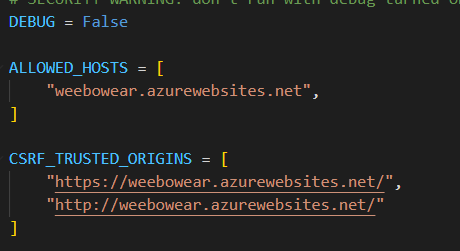 # SECURITY WARNING: don't run with debug turned o
DEBUG = False
ALLOWED_HOSTS = [
"weebowear.azurewebsites.net",
]
CSRF_TRUSTED_ORIGINS = [
"https://weebowear.azurewebsites.net/",
"http://weebowear.azurewebsites.net/"
]